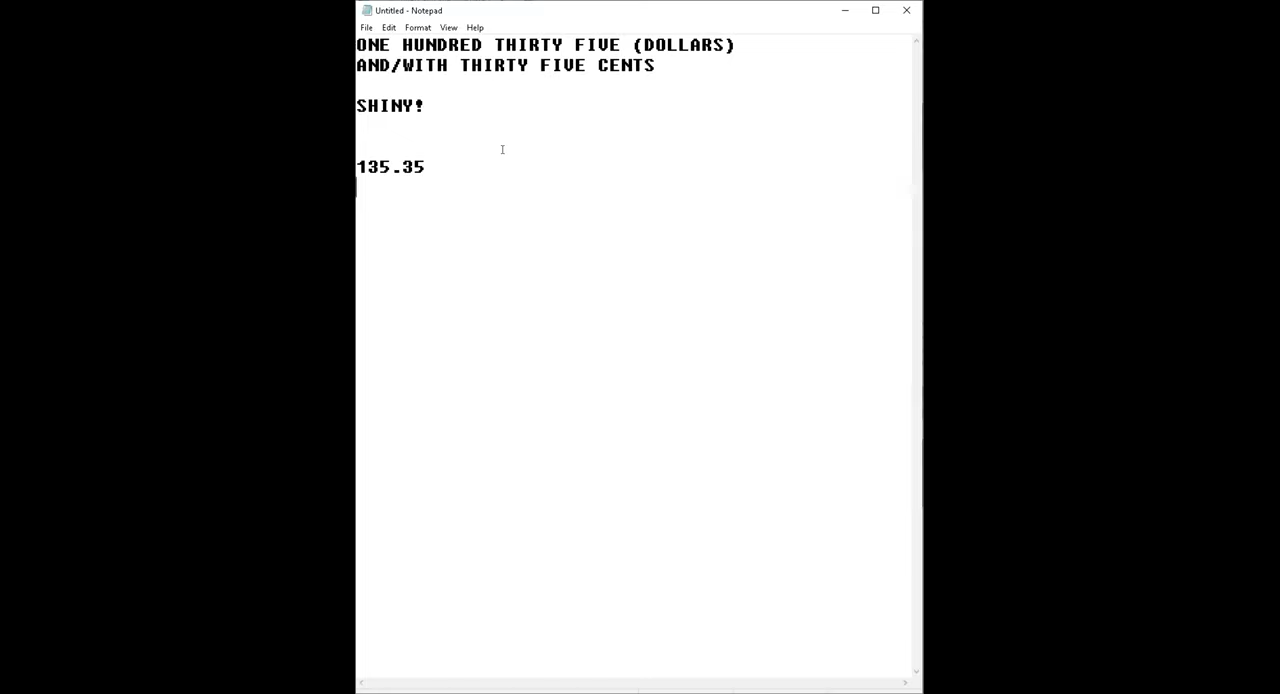 Untitled - Notepad
File Edit Format View Help
ONE HUNDRED THIRTY FIVE (DOLLARS)
AND/WITH THIRTY FIVE CENTS
SHINY!
135.35